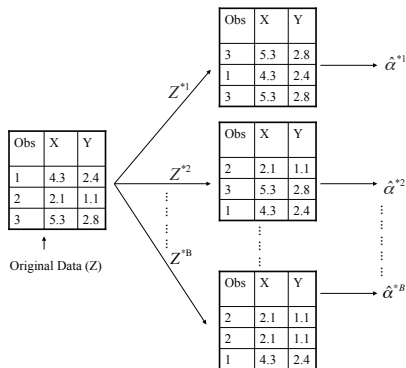 Obs X Y
3 5.3 2.8
1 4.3 2.4
3 5.3 2.8
Z*1
α̂*1
Obs X Y
1 4.3 2.4
2 2.1 1.1
3 5.3 2.8
Original Data (Z)
Z*2
Obs X Y
2 2.1 1.1
3 5.3 2.8
1 4.3 2.4
α̂*2
Z*B
Obs X Y
2 2.1 1.1
2 2.1 1.1
1 4.3 2.4
α̂*B